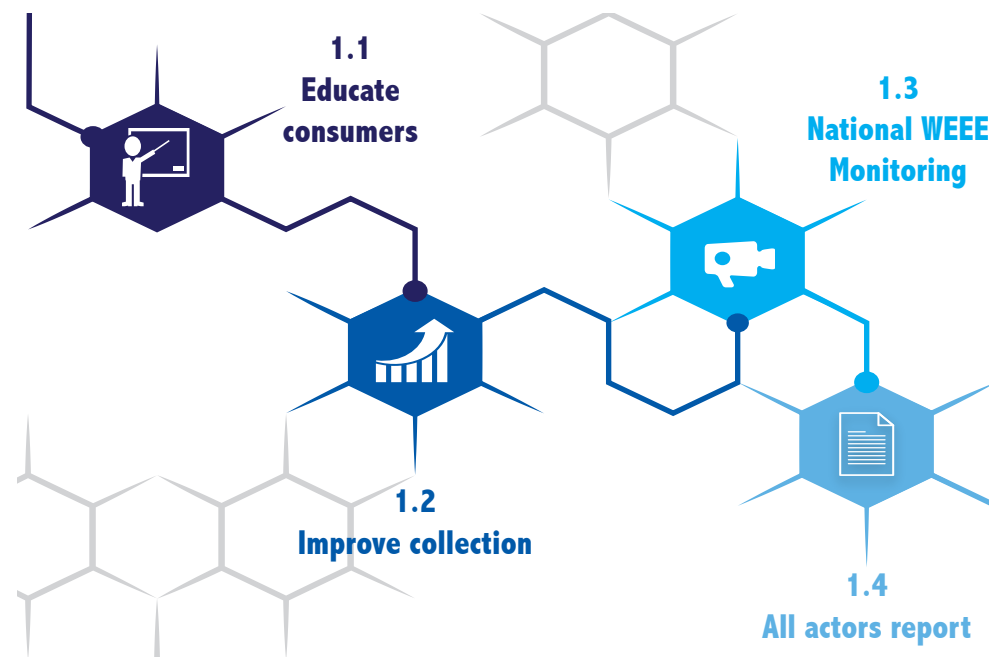 1.1
Educate
consumers
1.3
National WEEE
Monitoring
1.2
Improve collection
1.4
All actors report